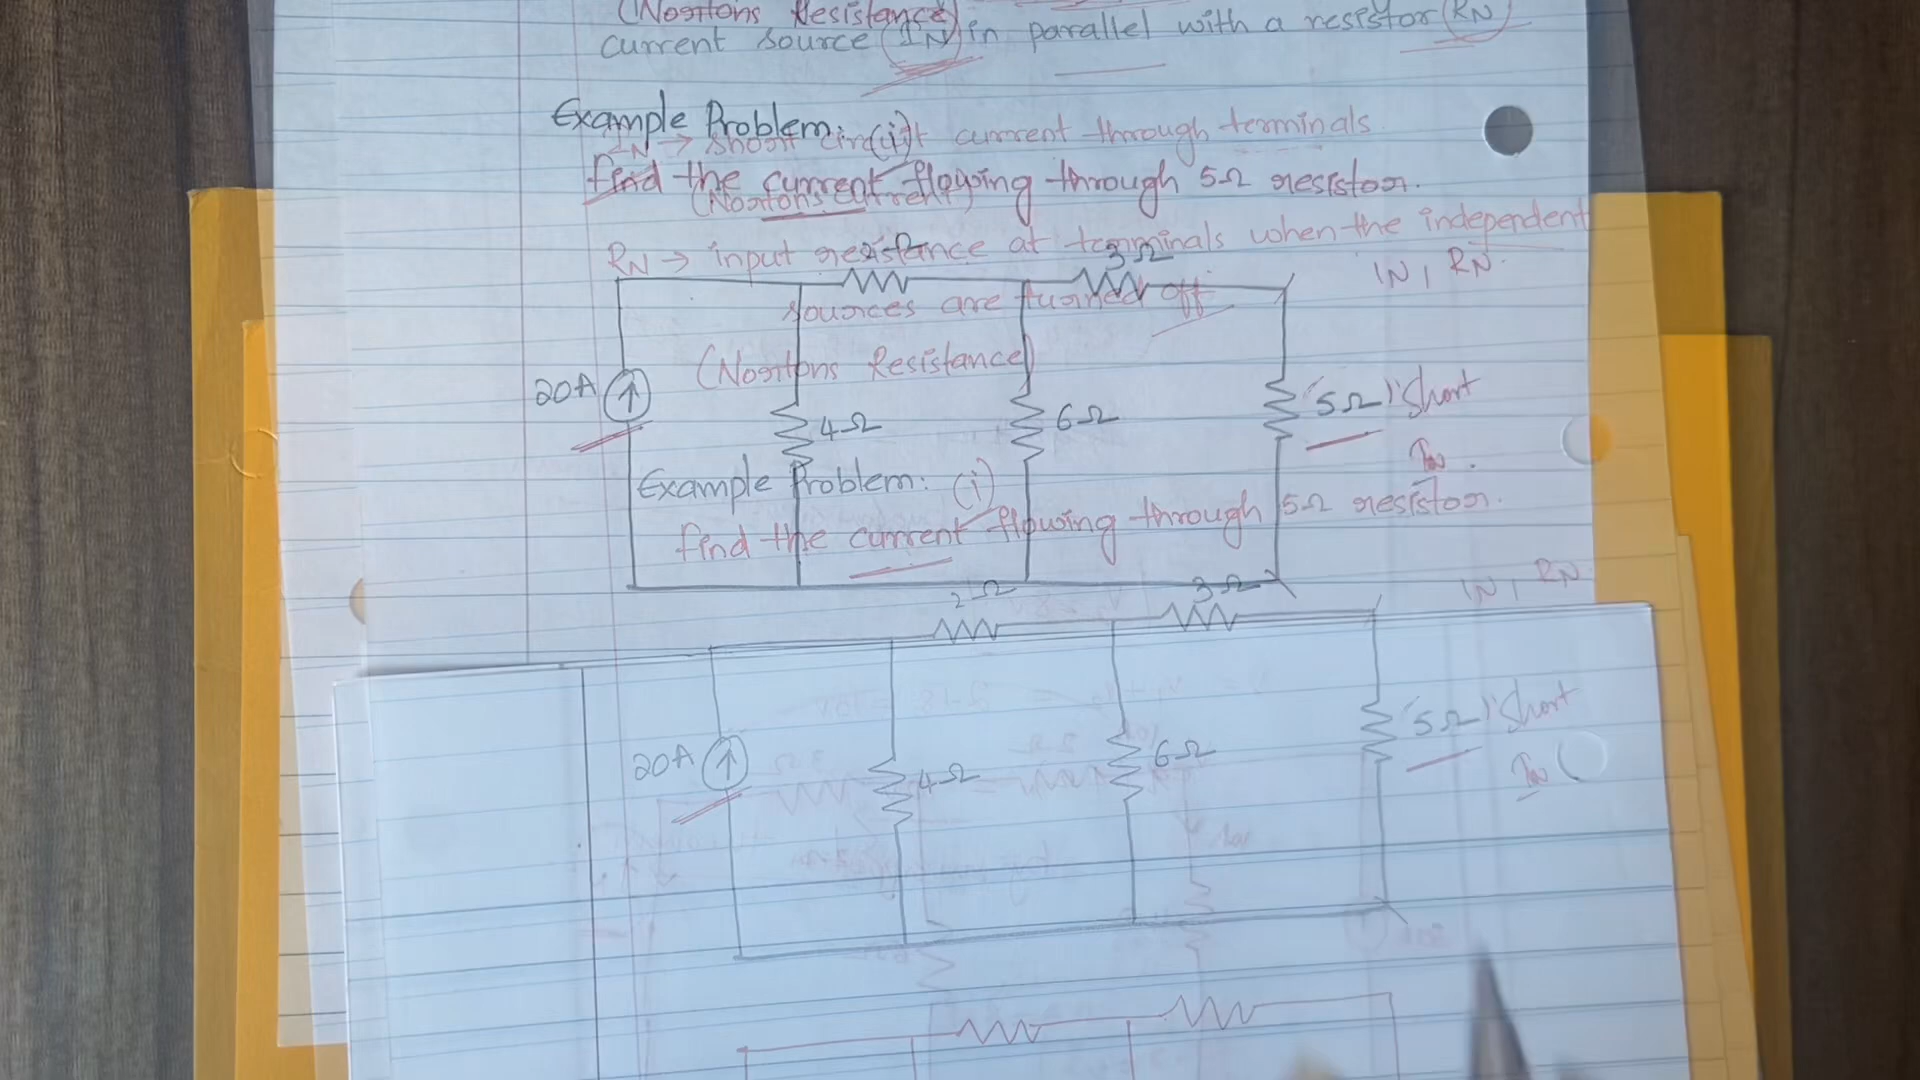 (Nortons Resistance)
current source (IN) in parallel with a resistor (RN)
Example Problem: (i)
IN → short circuit current through terminals
find the current flowing through 5Ω resistor.
(Nortons current)
RN → input resistance at terminals when the independent
2Ω 3Ω
IN, RN.
sources are turned off
(Nortons Resistance)
20A 4Ω 6Ω 5Ω short
IN
Example Problem: (i)
find the current flowing through 5Ω resistor.
2Ω 3Ω IN, RN
20A 4Ω 6Ω 5Ω short
IN